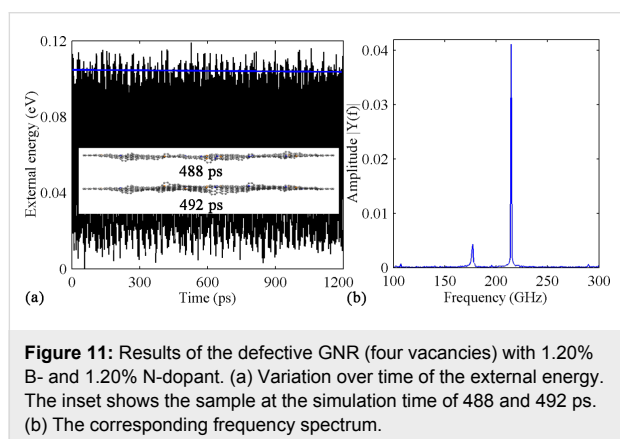 0.12
0.08
0.04
0
External energy (eV)
488 ps
492 ps
0 300 600 900 1200
(a) Time (ps)
0.04
0.03
0.02
0.01
0
Amplitude |Y(f)|
100 150 200 250 300
(b) Frequency (GHz)
Figure 11: Results of the defective GNR (four vacancies) with 1.20%
B- and 1.20% N-dopant. (a) Variation over time of the external energy.
The inset shows the sample at the simulation time of 488 and 492 ps.
(b) The corresponding frequency spectrum.